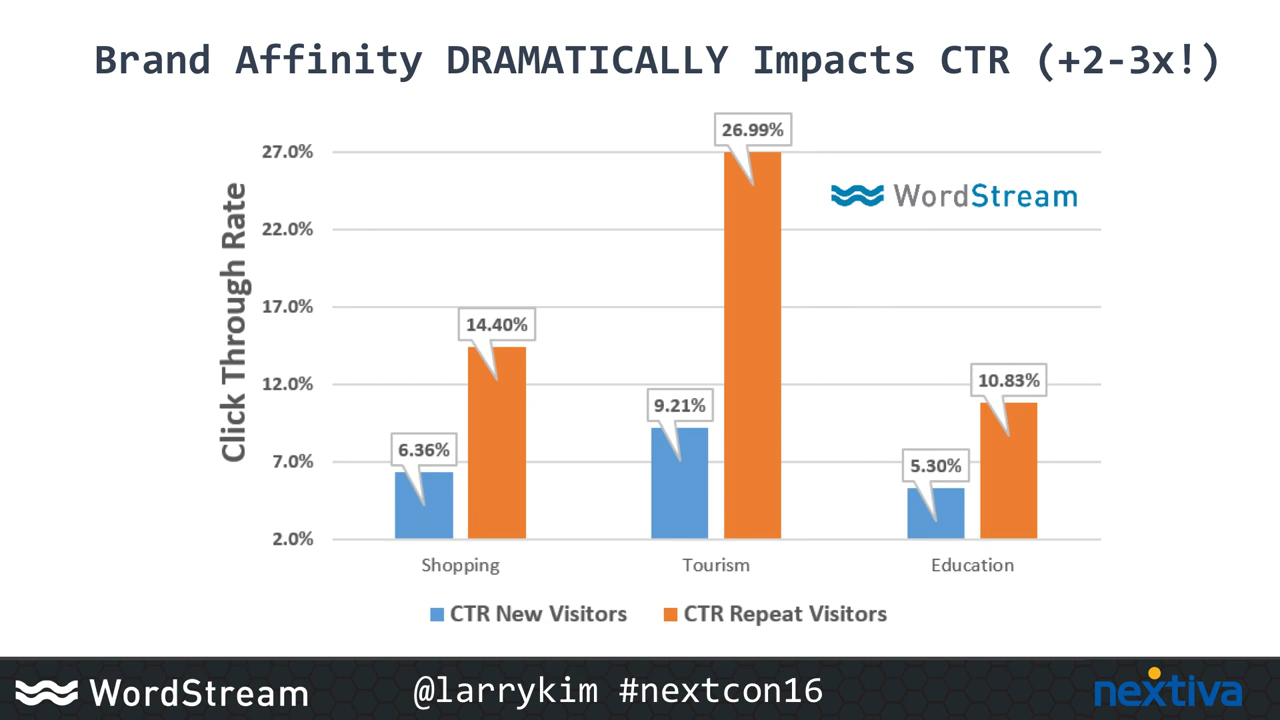 Brand Affinity DRAMATICALLY Impacts CTR (+2-3x!)
26.99%
27.0%
WordStream
22.0%
Click Through Rate
17.0%
14.40%
12.0%
10.83%
9.21%
6.36%
7.0%
5.30%
2.0%
Shopping Tourism Education
CTR New Visitors CTR Repeat Visitors
WordStream @larrykim #nextcon16 nextiva